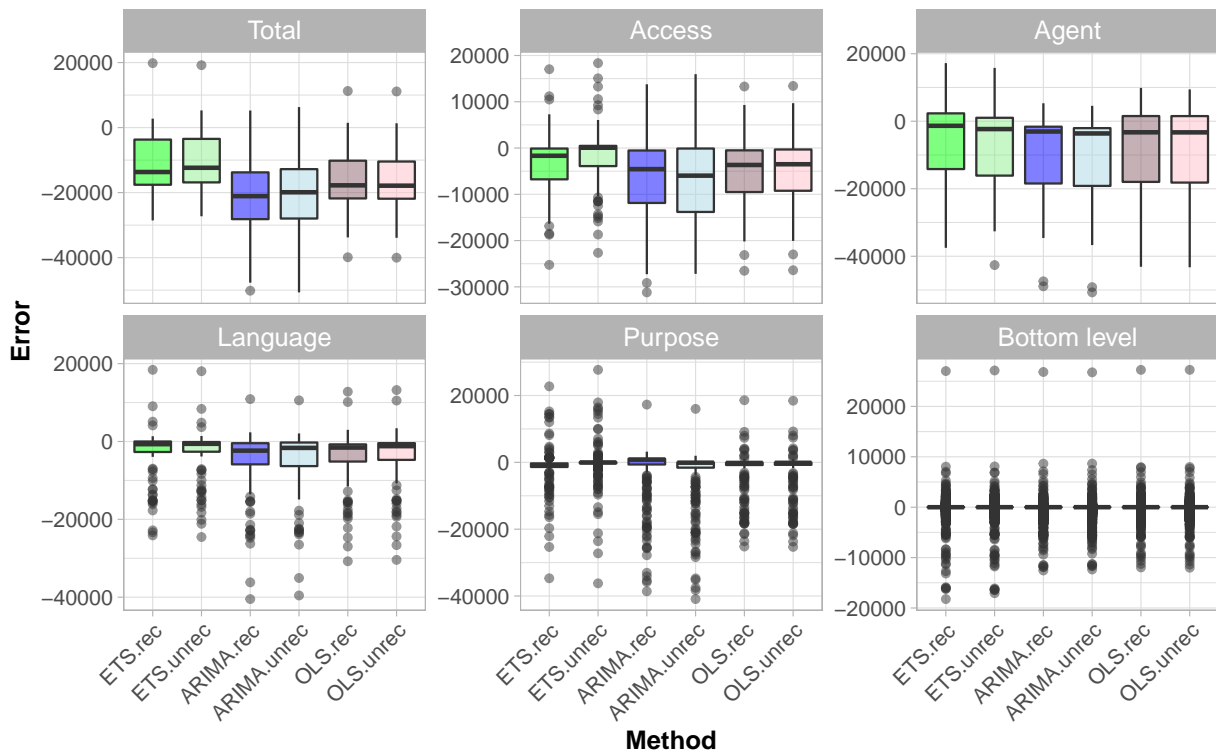 Total
Access
Agent
20000
0
−20000
−40000
20000
10000
0
−10000
−20000
−30000
20000
0
−20000
−40000
Language
Purpose
Bottom level
20000
0
−20000
−40000
20000
0
−20000
−40000
20000
10000
0
−10000
−20000
ETS.rec
ETS.unrec
ARIMA.rec
ARIMA.unrec
OLS.rec
OLS.unrec
ETS.rec
ETS.unrec
ARIMA.rec
ARIMA.unrec
OLS.rec
OLS.unrec
ETS.rec
ETS.unrec
ARIMA.rec
ARIMA.unrec
OLS.rec
OLS.unrec
Error
Method